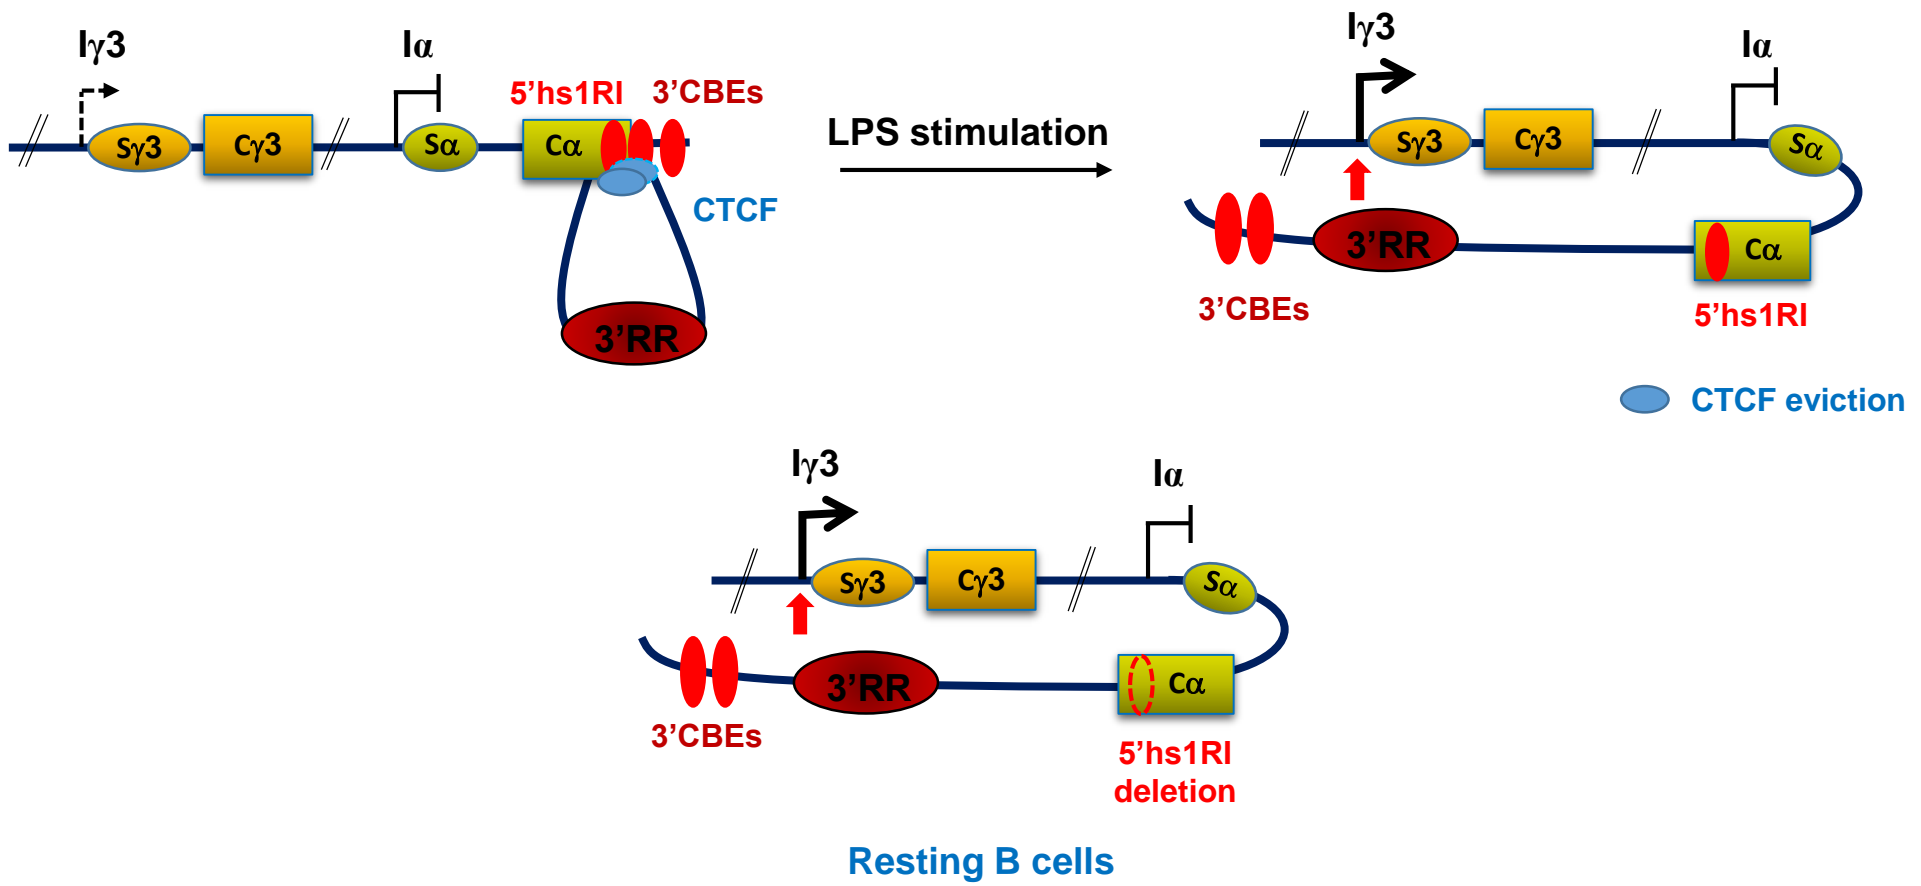 Iγ3
Iα
5'hs1RI
3'CBEs
Sγ3
Cγ3
Sα
Cα
CTCF
3'RR
LPS stimulation
Iγ3
Iα
Sγ3
Cγ3
Sα
3'RR
Cα
3'CBEs
5'hs1RI
CTCF eviction
Iγ3
Iα
Sγ3
Cγ3
Sα
3'RR
Cα
3'CBEs
5'hs1RI
deletion
Resting B cells